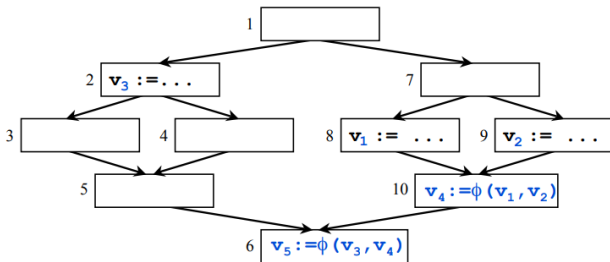 1
2 v3 :=...
7
3
4
8 v1 := ...
9 v2 := ...
5
10 v4:=ϕ(v1,v2)
6 v5:=ϕ(v3,v4)